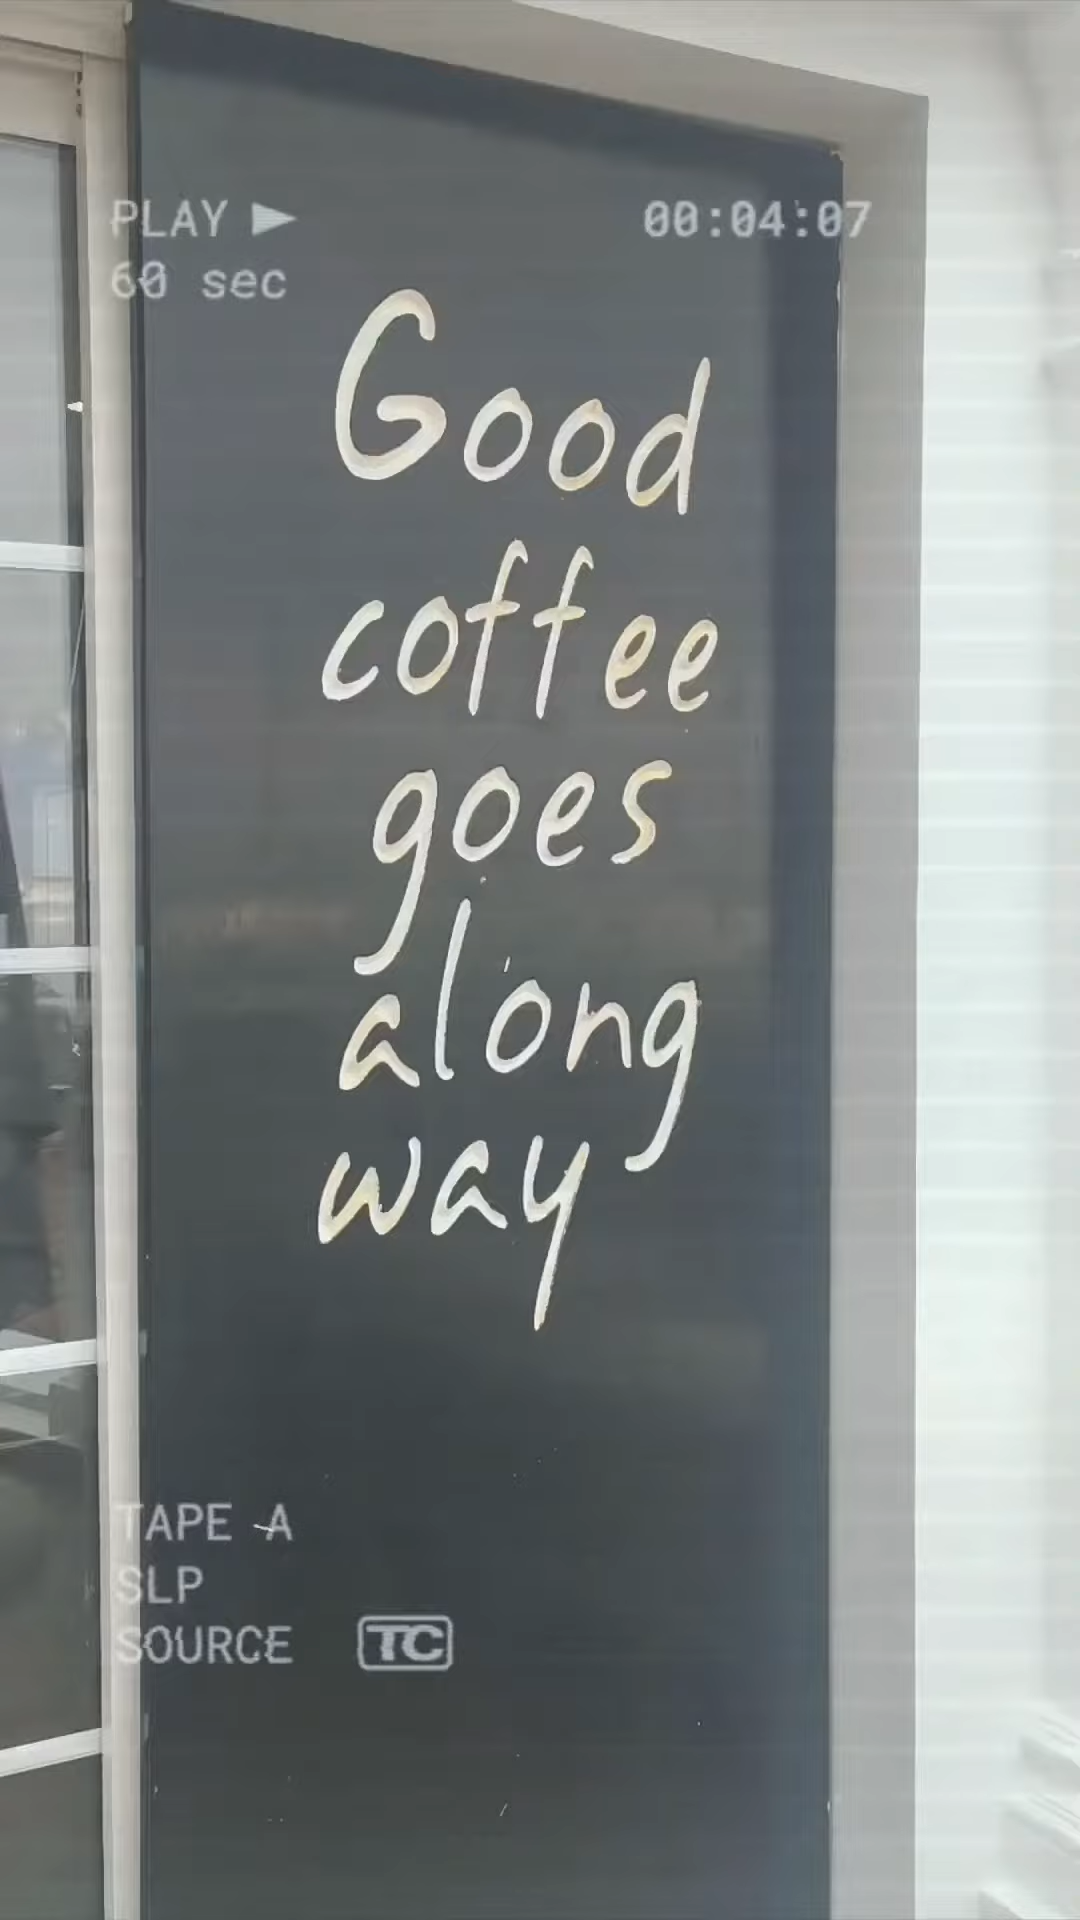 PLAY ▶ 00:04:07
60 sec
Good
coffee
goes
along
way
TAPE A
SLP
SOURCE TC